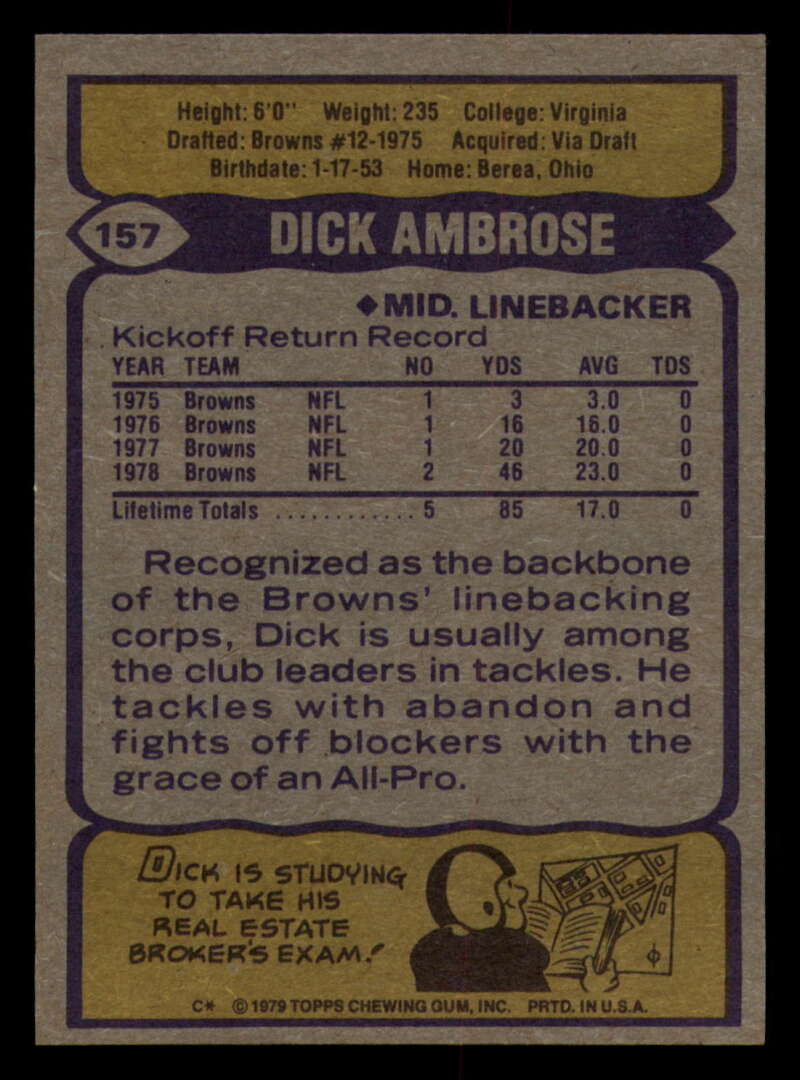 Height: 6'0" Weight: 235 College: Virginia
Drafted: Browns #12-1975 Acquired: Via Draft
Birthdate: 1-17-53 Home: Berea, Ohio
157 DICK AMBROSE
◆MID. LINEBACKER
Kickoff Return Record
YEAR TEAM NO YDS AVG TDS
1975 Browns NFL 1 3 3.0 0
1976 Browns NFL 1 16 16.0 0
1977 Browns NFL 1 20 20.0 0
1978 Browns NFL 2 46 23.0 0
Lifetime Totals ............ 5 85 17.0 0
Recognized as the backbone
of the Browns' linebacking
corps, Dick is usually among
the club leaders in tackles. He
tackles with abandon and
fights off blockers with the
grace of an All-Pro.
DICK IS STUDYING
TO TAKE HIS
REAL ESTATE
BROKER'S EXAM!
C* © 1979 TOPPS CHEWING GUM, INC. PRTD. IN U.S.A.